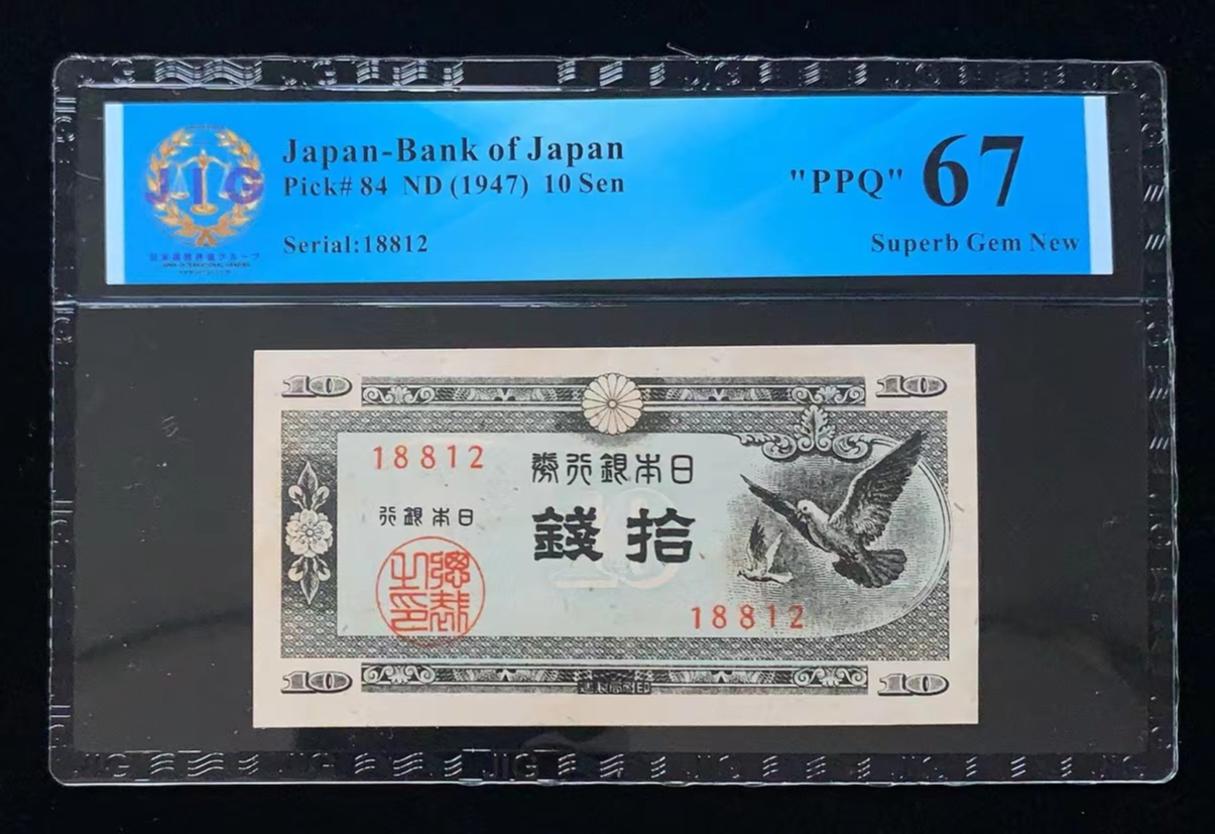 Japan-Bank of Japan
Pick# 84 ND (1947) 10 Sen
Serial:18812
"PPQ" 67
Superb Gem New
JIG
10
10
18812
券行銀本日
行銀本日
錢拾
18812
10
10